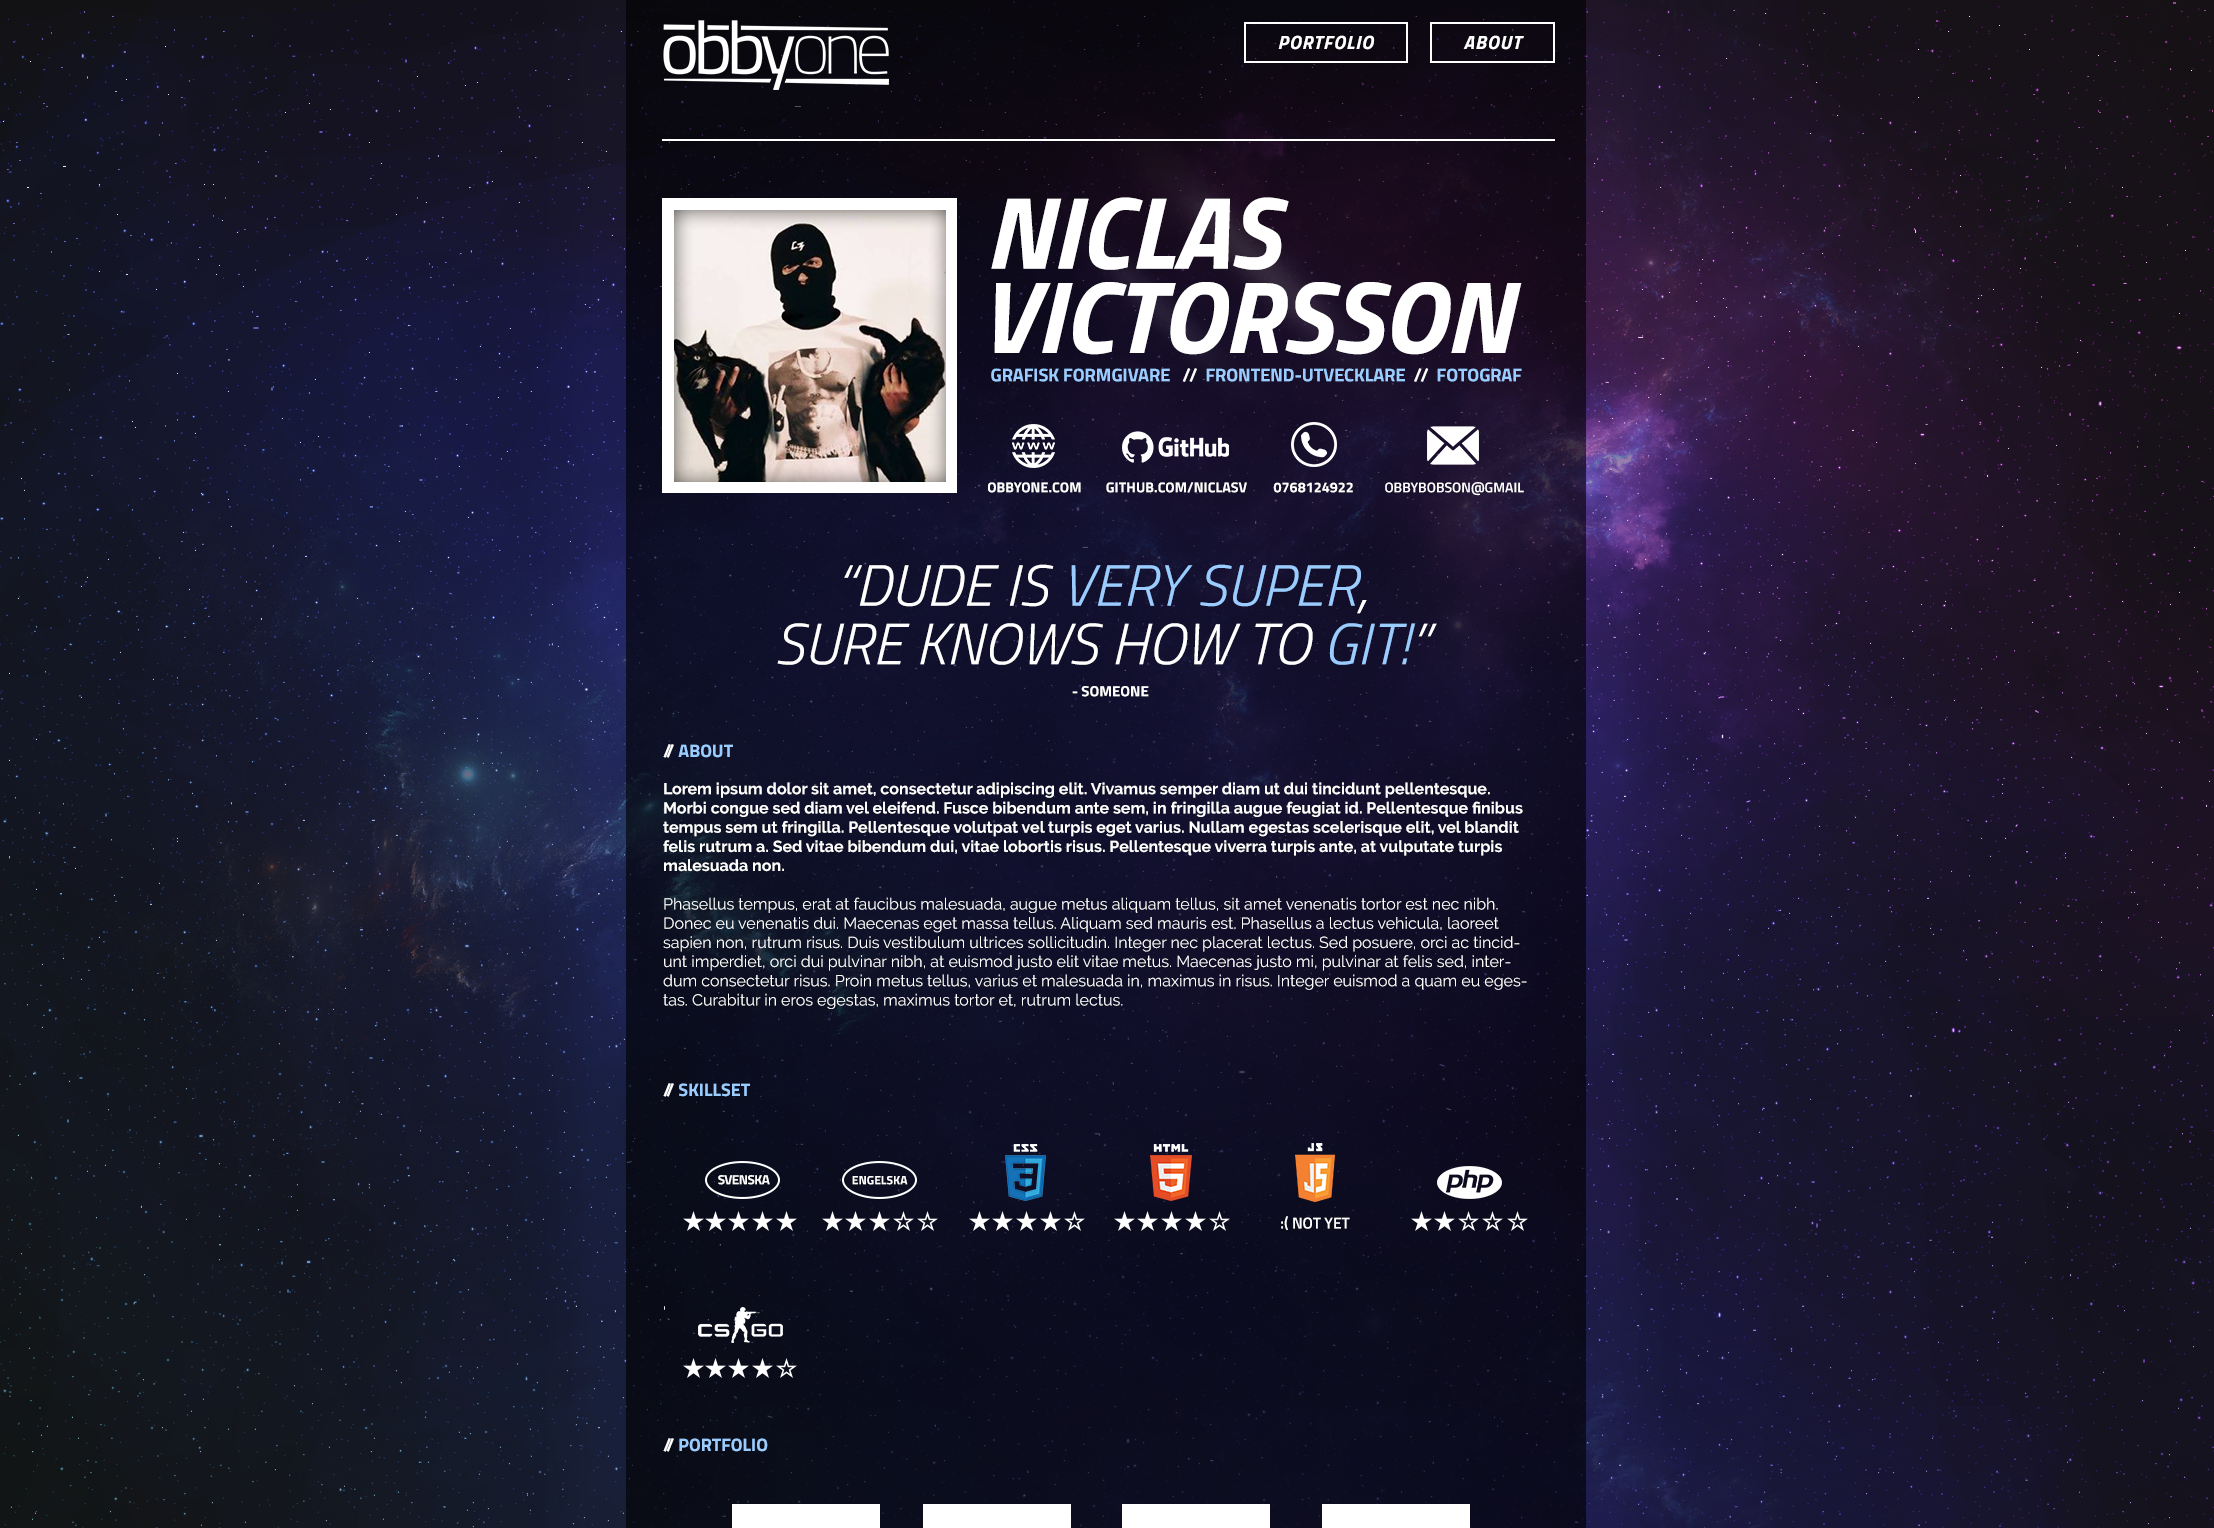 obbyone
PORTFOLIO
ABOUT
NICLAS
VICTORSSON
GRAFISK FORMGIVARE // FRONTEND-UTVECKLARE // FOTOGRAF
WWW
GitHub
OBBYONE.COM
GITHUB.COM/NICLASV
0768124922
OBBYBOBSON@GMAIL
“DUDE IS VERY SUPER,
SURE KNOWS HOW TO GIT!”
- SOMEONE
// ABOUT
Lorem ipsum dolor sit amet, consectetur adipiscing elit. Vivamus semper diam ut dui tincidunt pellentesque.
Morbi congue sed diam vel eleifend. Fusce bibendum ante sem, in fringilla augue feugiat id. Pellentesque finibus
tempus sem ut fringilla. Pellentesque volutpat vel turpis eget varius. Nullam egestas scelerisque elit, vel blandit
felis rutrum a. Sed vitae bibendum dui, vitae lobortis risus. Pellentesque viverra turpis ante, at vulputate turpis
malesuada non.
Phasellus tempus, erat at faucibus malesuada, augue metus aliquam tellus, sit amet venenatis tortor est nec nibh.
Donec eu venenatis dui. Maecenas eget massa tellus. Aliquam sed mauris est. Phasellus a lectus vehicula, laoreet
sapien non, rutrum risus. Duis vestibulum ultrices sollicitudin. Integer nec placerat lectus. Sed posuere, orci ac tincid-
unt imperdiet, orci dui pulvinar nibh, at euismod justo elit vitae metus. Maecenas justo mi, pulvinar at felis sed, inter-
dum consectetur risus. Proin metus tellus, varius et malesuada in, maximus in risus. Integer euismod a quam eu eges-
tas. Curabitur in eros egestas, maximus tortor et, rutrum lectus.
// SKILLSET
SVENSKA
ENGELSKA
CSS
3
HTML
5
JS
JS
php
★★★★★
★★★☆☆
★★★★☆
★★★★☆
:( NOT YET
★★☆☆☆
CS GO
★★★★☆
// PORTFOLIO